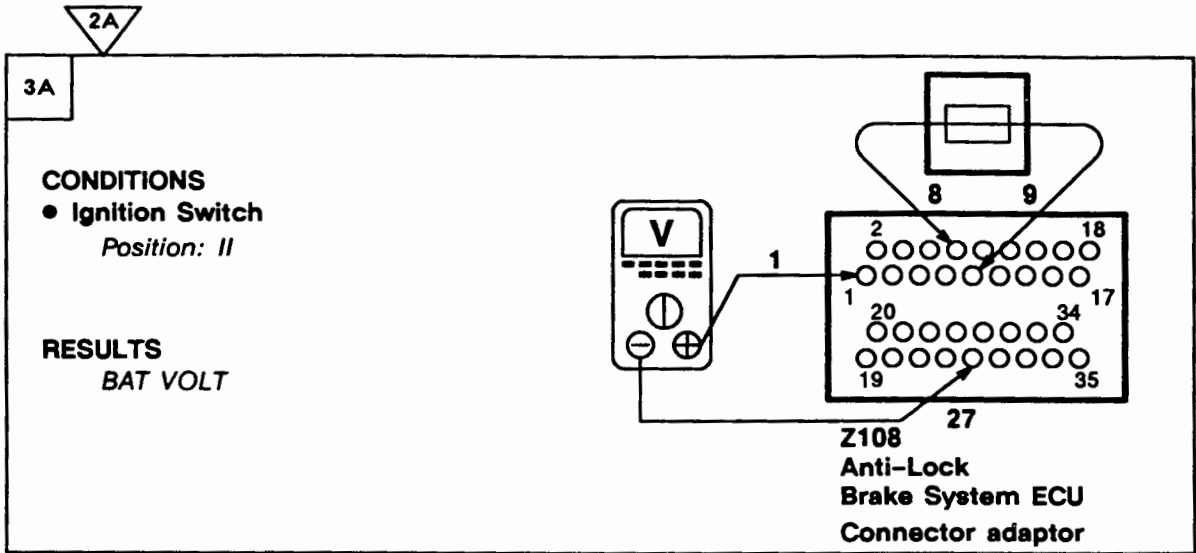 2A
3A
CONDITIONS
● Ignition Switch
Position: II
RESULTS
BAT VOLT
V
1
8 9
2 18
1 17
20 34
19 35
27
Z108
Anti-Lock
Brake System ECU
Connector adaptor